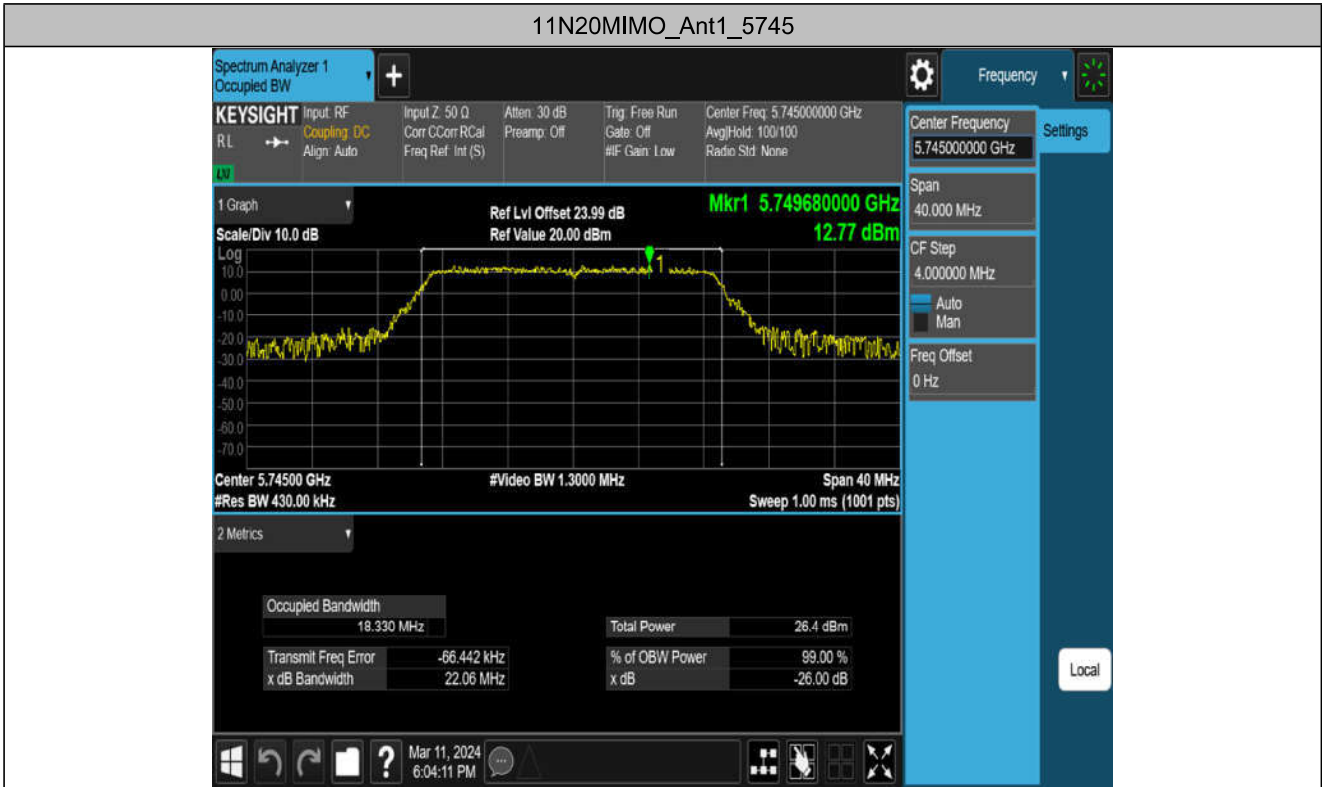 11N20MIMO_Ant1_5745
Spectrum Analyzer 1
Occupied BW
Frequency
KEYSIGHT
RL
Input: RF
Coupling: DC
Align: Auto
Input Z: 50 Ω
Corr CCorr RCal
Freq Ref: Int (S)
Atten: 30 dB
Preamp: Off
Trig: Free Run
Gate: Off
#IF Gain: Low
Center Freq: 5.745000000 GHz
Avg|Hold: 100/100
Radio Std: None
Center Frequency
5.745000000 GHz
Settings
Span
40.000 MHz
CF Step
4.000000 MHz
Auto
Man
Freq Offset
0 Hz
Local
1 Graph
Scale/Div 10.0 dB
Ref Lvl Offset 23.99 dB
Ref Value 20.00 dBm
Mkr1 5.749680000 GHz
12.77 dBm
Log
10.0
0.00
-10.0
-20.0
-30.0
-40.0
-50.0
-60.0
-70.0
1
Center 5.74500 GHz
#Res BW 430.00 kHz
#Video BW 1.3000 MHz
Span 40 MHz
Sweep 1.00 ms (1001 pts)
2 Metrics
Occupied Bandwidth
18.330 MHz
Total Power 26.4 dBm
Transmit Freq Error -66.442 kHz
% of OBW Power 99.00 %
x dB Bandwidth 22.06 MHz
x dB -26.00 dB
Mar 11, 2024
6:04:11 PM